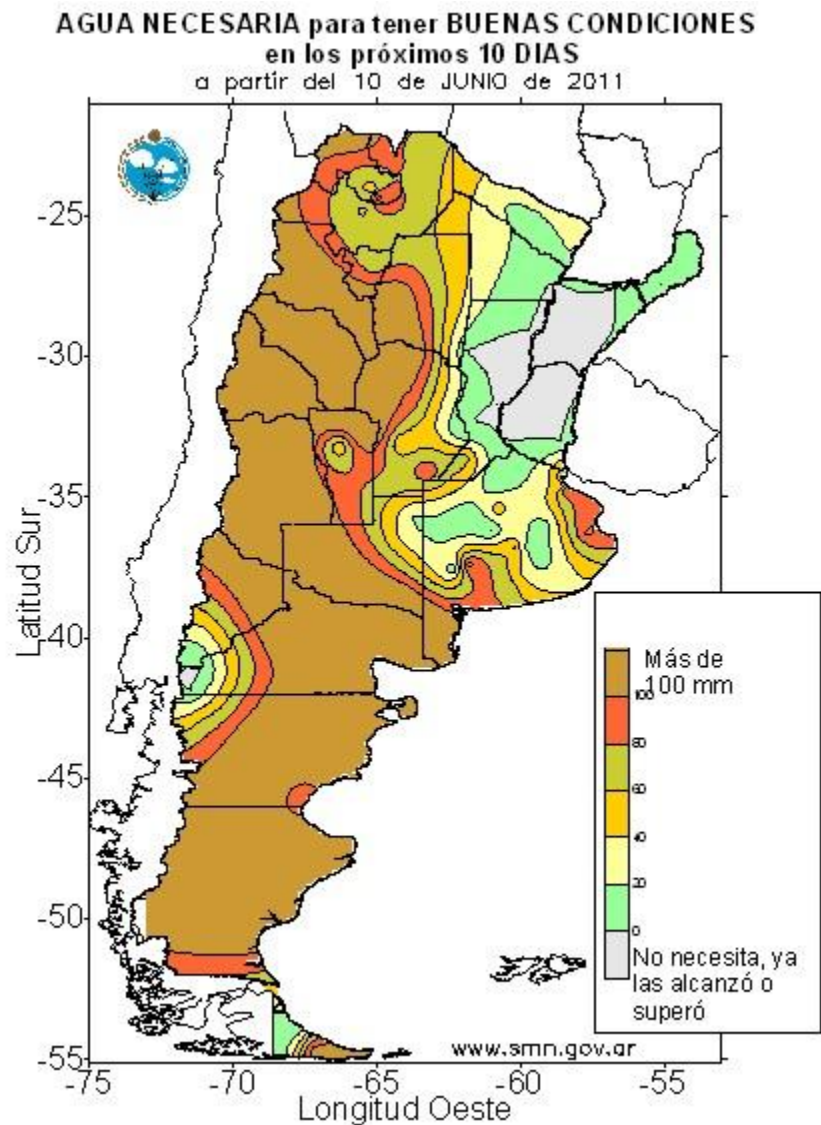 AGUA NECESARIA para tener BUENAS CONDICIONES
en los próximos 10 DIAS
a partír del 10 de JUNIO de 2011
-25
-30
-35
-40
-45
-50
-55
Latitud Sur
Más de
100 mm
100
80
60
40
20
0
No necesita, ya
las alcanzó o
superó
www.smn.gov.ar
-75
-70
-65
-60
-55
Longitud Oeste